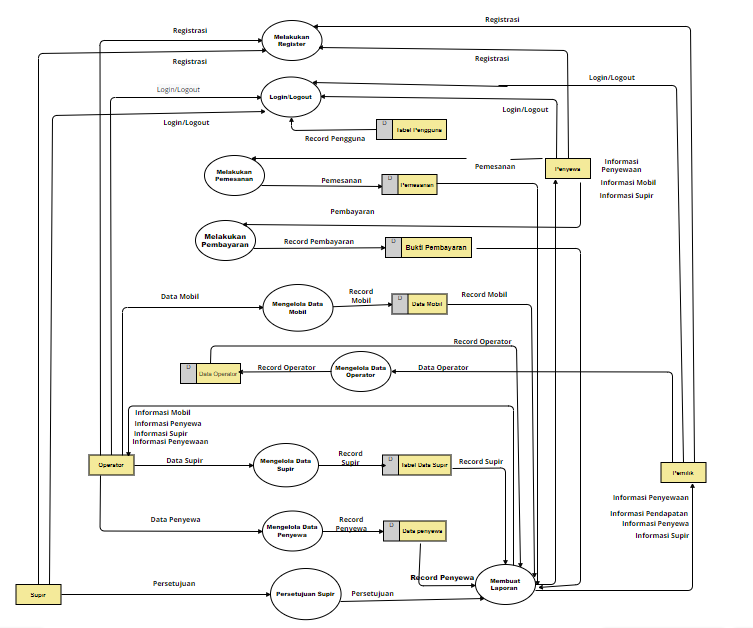 Registrasi
Registrasi
Melakukan
Register
Registrasi
Registrasi
Login/Logout
Login/Logout
Login/Logout
Login/Logout
Login/Logout
D
Tabel Pengguna
Record Pengguna
Melakukan
Pemesanan
Pemesanan
D
Pemesanan
Pemesanan
Penyewa
Informasi
Penyewaan
Informasi Mobil
Informasi Supir
Pembayaran
Melakukan
Pembayaran
Record Pembayaran
D
Bukti Pembayaran
Data Mobil
Mengelola Data
Mobil
Record
Mobil
D
Data Mobil
Record Mobil
Record Operator
D
Data Operator
Record Operator
Mengelola Data
Operator
Data Operator
Informasi Mobil
Informasi Penyewa
Informasi Supir
Informasi Penyewaan
Operator
Data Supir
Mengelola Data
Supir
Record
Supir
D
Tabel Data Supir
Record Supir
Pemilik
Informasi Penyewaan
Informasi Pendapatan
Informasi Penyewa
Informasi Supir
Data Penyewa
Mengelola Data
Penyewa
Record
Penyewa
D
Data penyewa
Record Penyewa
Membuat
Laporan
Supir
Persetujuan
Persetujuan Supir
Persetujuan